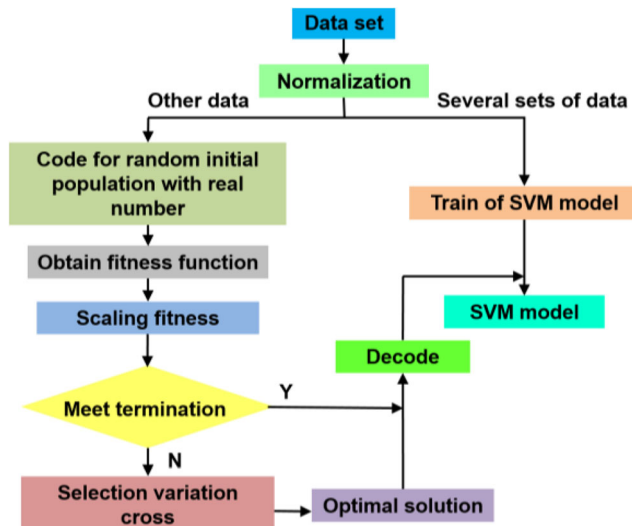 Data set
Normalization
Other data
Several sets of data
Code for random initial
population with real
number
Train of SVM model
Obtain fitness function
Scaling fitness
SVM model
Decode
Meet termination
Y
N
Selection variation
cross
Optimal solution